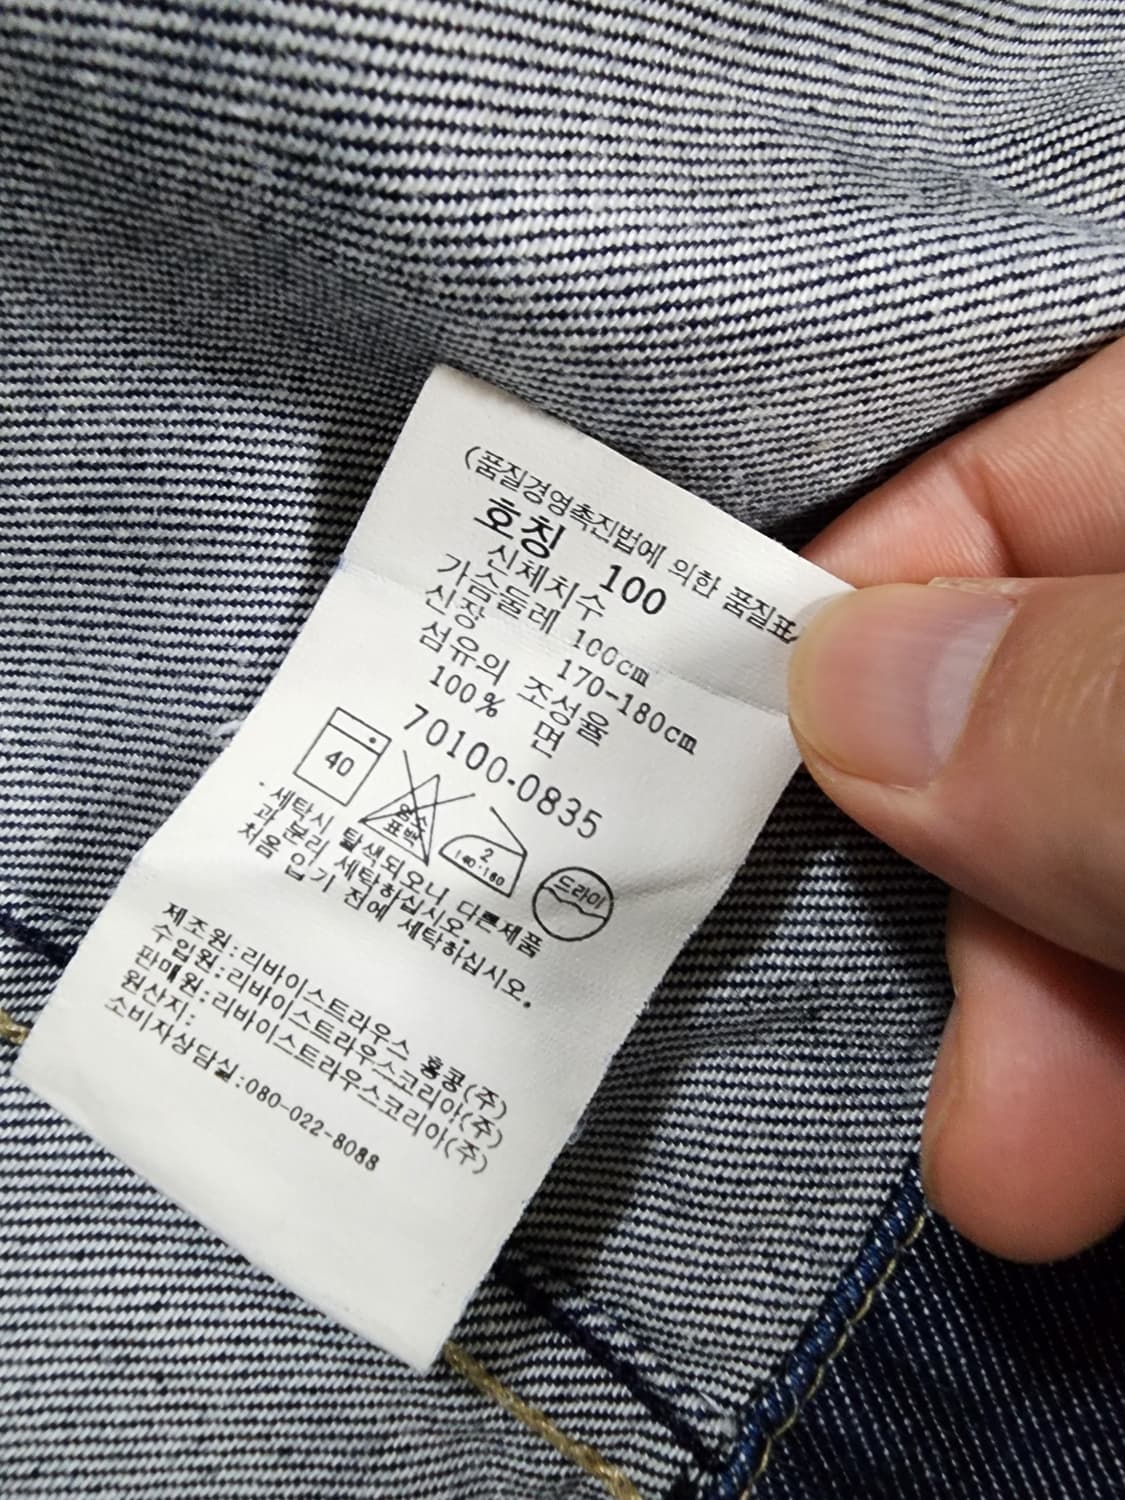 (품질경영촉진법에 의한 품질표
호칭 100
신체치수
가슴둘레 100cm
신장 170-180cm
섬유의 조성율
100% 면
70100-0835
40
염소
표백
2
140-160
드라이
세탁시 탈색되오니, 다른제품
과 분리 세탁하십시오.
처음 입기 전에 세탁하십시오.
제조원:리바이스트라우스 홍콩(주)
수입원:리바이스트라우스코리아(주)
판매원:리바이스트라우스코리아(주)
원산지:
소비자상담실:080-022-8088